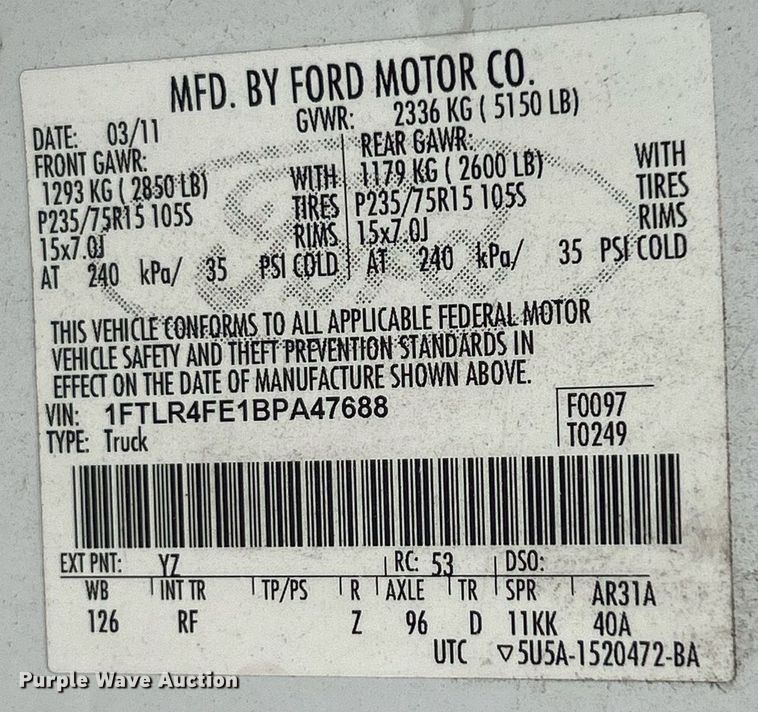 MFD. BY FORD MOTOR CO.
DATE: 03/11 GVWR: 2336 KG ( 5150 LB)
FRONT GAWR: REAR GAWR:
1293 KG ( 2850 LB) WITH 1179 KG ( 2600 LB) WITH
P235/75R15 105S TIRES P235/75R15 105S TIRES
15x7.0J RIMS 15x7.0J RIMS
AT 240 kPa/ 35 PSI COLD AT 240 kPa/ 35 PSI COLD
THIS VEHICLE CONFORMS TO ALL APPLICABLE FEDERAL MOTOR
VEHICLE SAFETY AND THEFT PREVENTION STANDARDS IN
EFFECT ON THE DATE OF MANUFACTURE SHOWN ABOVE.
VIN: 1FTLR4FE1BPA47688 F0097
TYPE: Truck T0249
EXT PNT: YZ RC: 53 DSO:
WB INT TR TP/PS R AXLE TR SPR AR31A
126 RF Z 96 D 11KK 40A
UTC ▽5U5A-1520472-BA
Purple Wave Auction